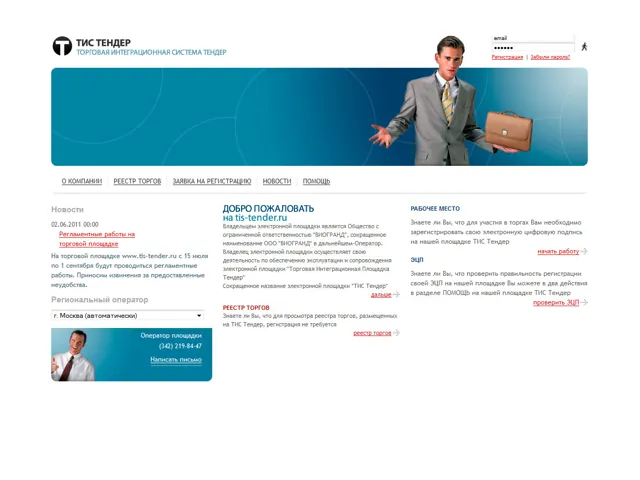 ТИС ТЕНДЕР
ТОРГОВАЯ ИНТЕГРАЦИОННАЯ СИСТЕМА ТЕНДЕР
email
••••••
Регистрация | Забыли пароль?
О КОМПАНИИ
РЕЕСТР ТОРГОВ
ЗАЯВКА НА РЕГИСТРАЦИЮ
НОВОСТИ
ПОМОЩЬ
Новости
02.06.2011 00:00
Регламентные работы на
торговой площадке
На торговой площадке www.tis-tender.ru с 15 июля
по 1 сентября будут проводиться регламентные
работы. Приносим извинения за предоставленные
неудобства.
Региональный оператор
г. Москва (автоматически)
Оператор площадки
(342) 219-84-47
Написать письмо
ДОБРО ПОЖАЛОВАТЬ
на tis-tender.ru
Владельцем электронной площадки является Общество с
ограниченной ответственностью "ВИОГРАНД", сокращенное
наименование ООО "ВИОГРАНД" в дальнейшем-Оператор.
Владелец электронной площадки осуществляет свою
деятельность по обеспечению эксплуатации и сопровождения
электронной площадки "Торговая Интеграционная Площадка
Тендер"
Сокращенное название электронной площадки "ТИС Тендер"
дальше
РЕЕСТР ТОРГОВ
Знаете ли Вы, что для просмотра реестра торгов, размещенных
на ТИС Тендер, регистрация не требуется
реестр торгов
РАБОЧЕЕ МЕСТО
Знаете ли Вы, что для участия в торгах Вам необходимо
зарегистрировать свою электронную цифровую подпись
на нашей площадке ТИС Тендер
начать работу
ЭЦП
Знаете ли Вы, что проверить правильность регистрации
своей ЭЦП на нашей площадке Вы можете в два действия
в разделе ПОМОЩЬ на нашей площадке ТИС Тендер
проверить ЭЦП